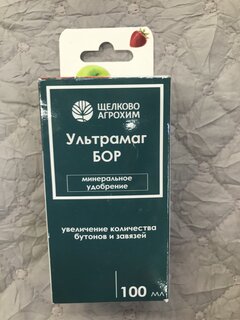 ЩЕЛКОВО
АГРОХИМ
Ультрамаг
БОР
минеральное
удобрение
увеличение количества
бутонов и завязей
100 мл